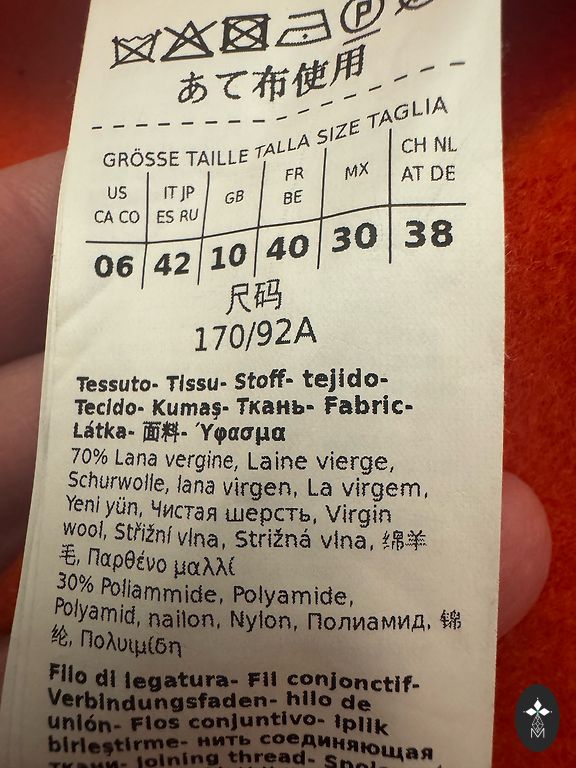 P
あて布使用
GRÖSSE TAILLE TALLA SIZE TAGLIA
US CA CO
IT JP ES RU
GB
FR BE
MX
CH NL AT DE
06 42 10 40 30 38
尺码
170/92A
Tessuto- Tissu- Stoff- tejido-
Tecido- Kumaş- Ткань- Fabric-
Látka- 面料- Ύφασμα
70% Lana vergine, Laine vierge,
Schurwolle, lana virgen, La virgem,
Yeni yün, Чистая шерсть, Virgin
wool, Střižní vlna, Strižná vlna, 绵羊
毛, Παρθένο μαλλί
30% Poliammide, Polyamide,
Polyamid, nailon, Nylon, Полиамид, 锦
纶, Πολυιμίδη
Filo di legatura- Fil conjonctif-
Verbindungsfaden- hilo de
unión- Fios conjuntivo- Iplik
birleştirme- нить соединяющая
ткани- Joining thread-
M